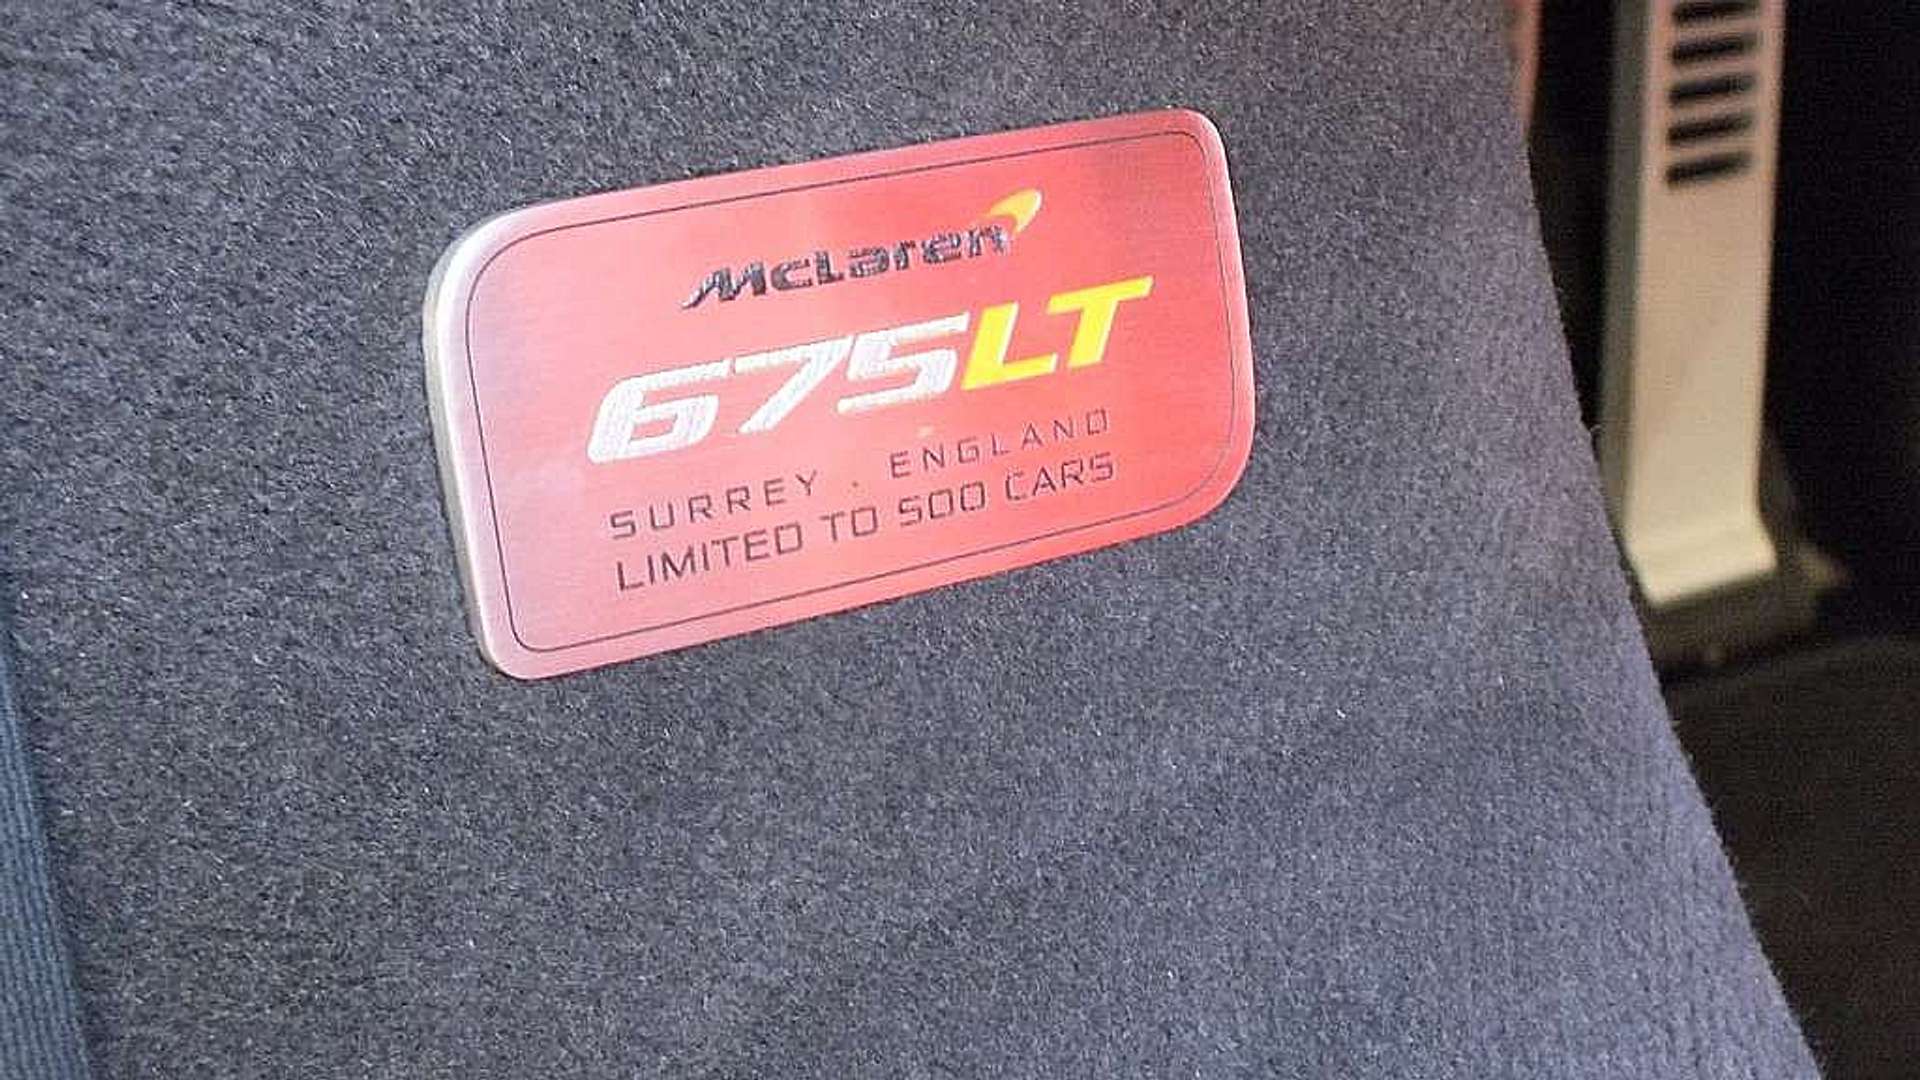 McLaren
675LT
SURREY . ENGLAND
LIMITED TO 500 CARS